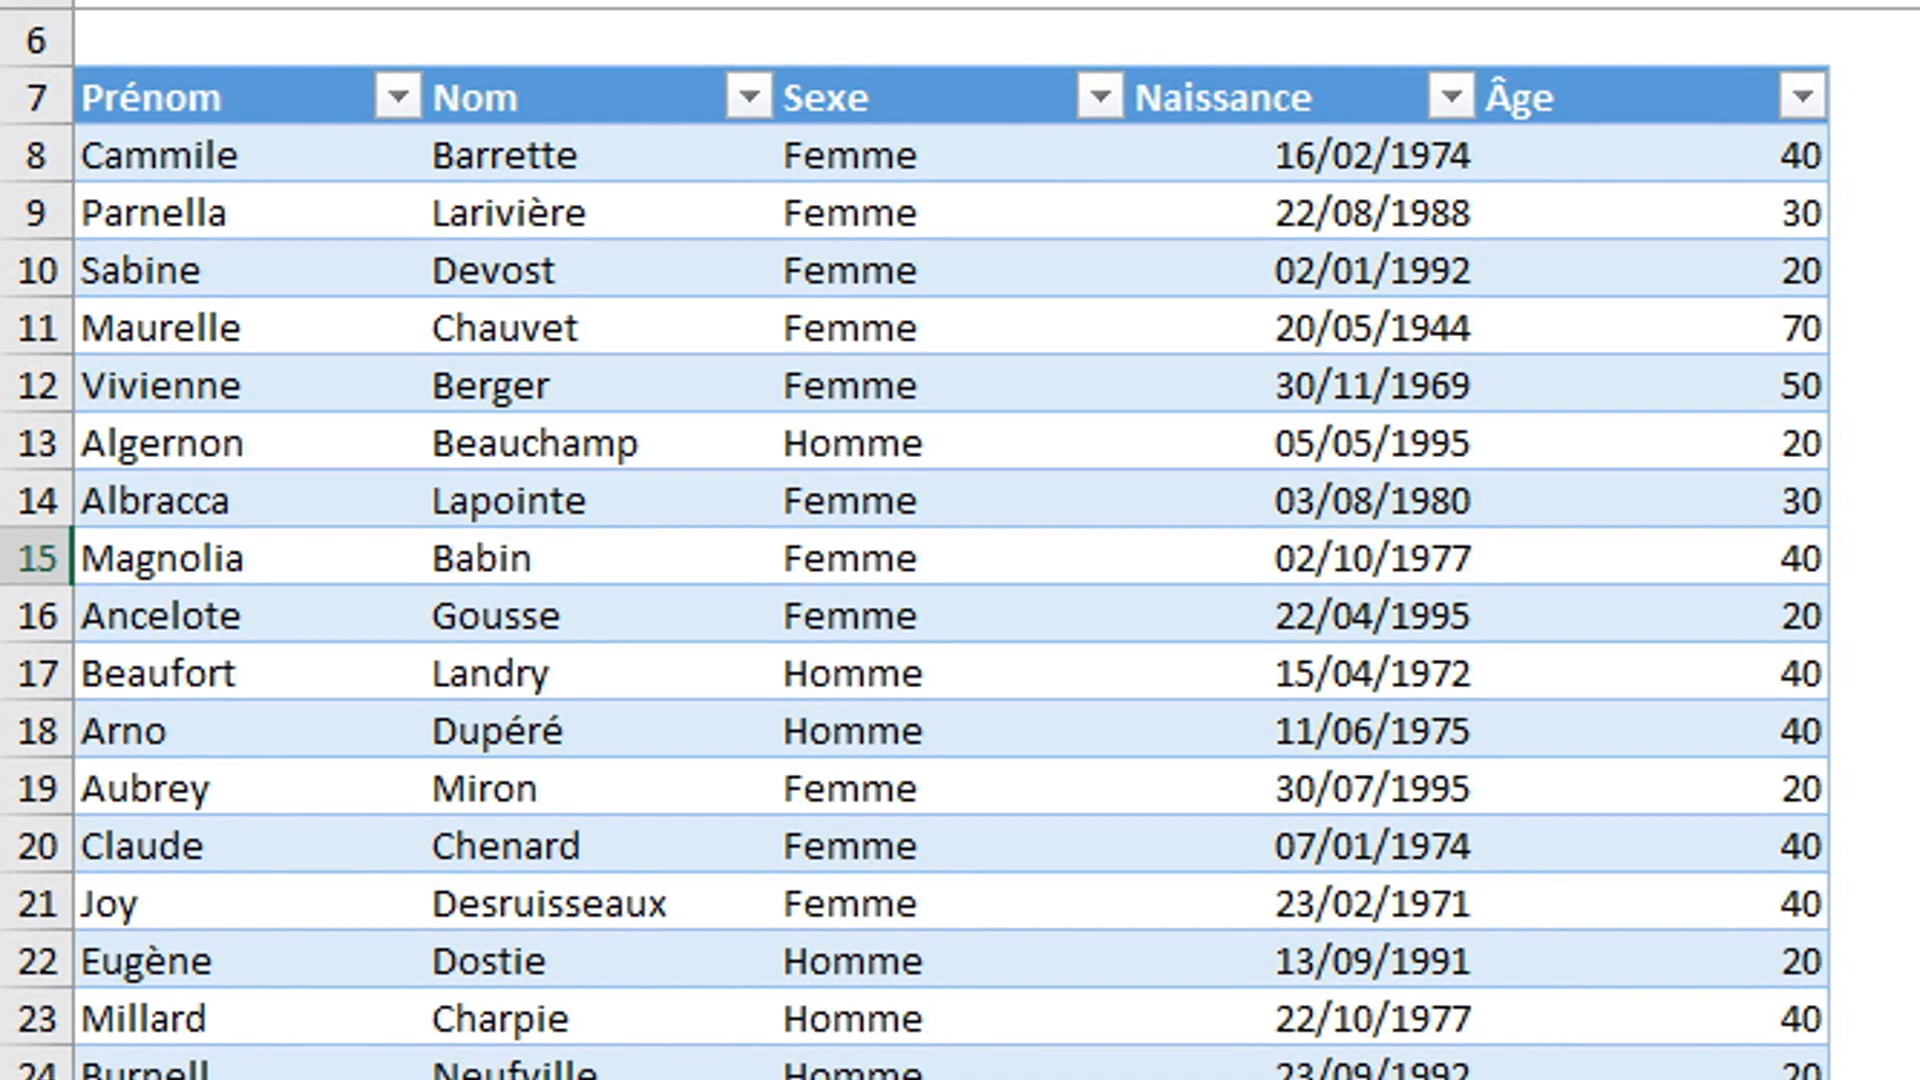 6
7 Prénom Nom Sexe Naissance Âge
8 Cammile Barrette Femme 16/02/1974 40
9 Parnella Larivière Femme 22/08/1988 30
10 Sabine Devost Femme 02/01/1992 20
11 Maurelle Chauvet Femme 20/05/1944 70
12 Vivienne Berger Femme 30/11/1969 50
13 Algernon Beauchamp Homme 05/05/1995 20
14 Albracca Lapointe Femme 03/08/1980 30
15 Magnolia Babin Femme 02/10/1977 40
16 Ancelote Gousse Femme 22/04/1995 20
17 Beaufort Landry Homme 15/04/1972 40
18 Arno Dupéré Homme 11/06/1975 40
19 Aubrey Miron Femme 30/07/1995 20
20 Claude Chenard Femme 07/01/1974 40
21 Joy Desruisseaux Femme 23/02/1971 40
22 Eugène Dostie Homme 13/09/1991 20
23 Millard Charpie Homme 22/10/1977 40
24 Burnell Neufville Homme 23/09/1992 20